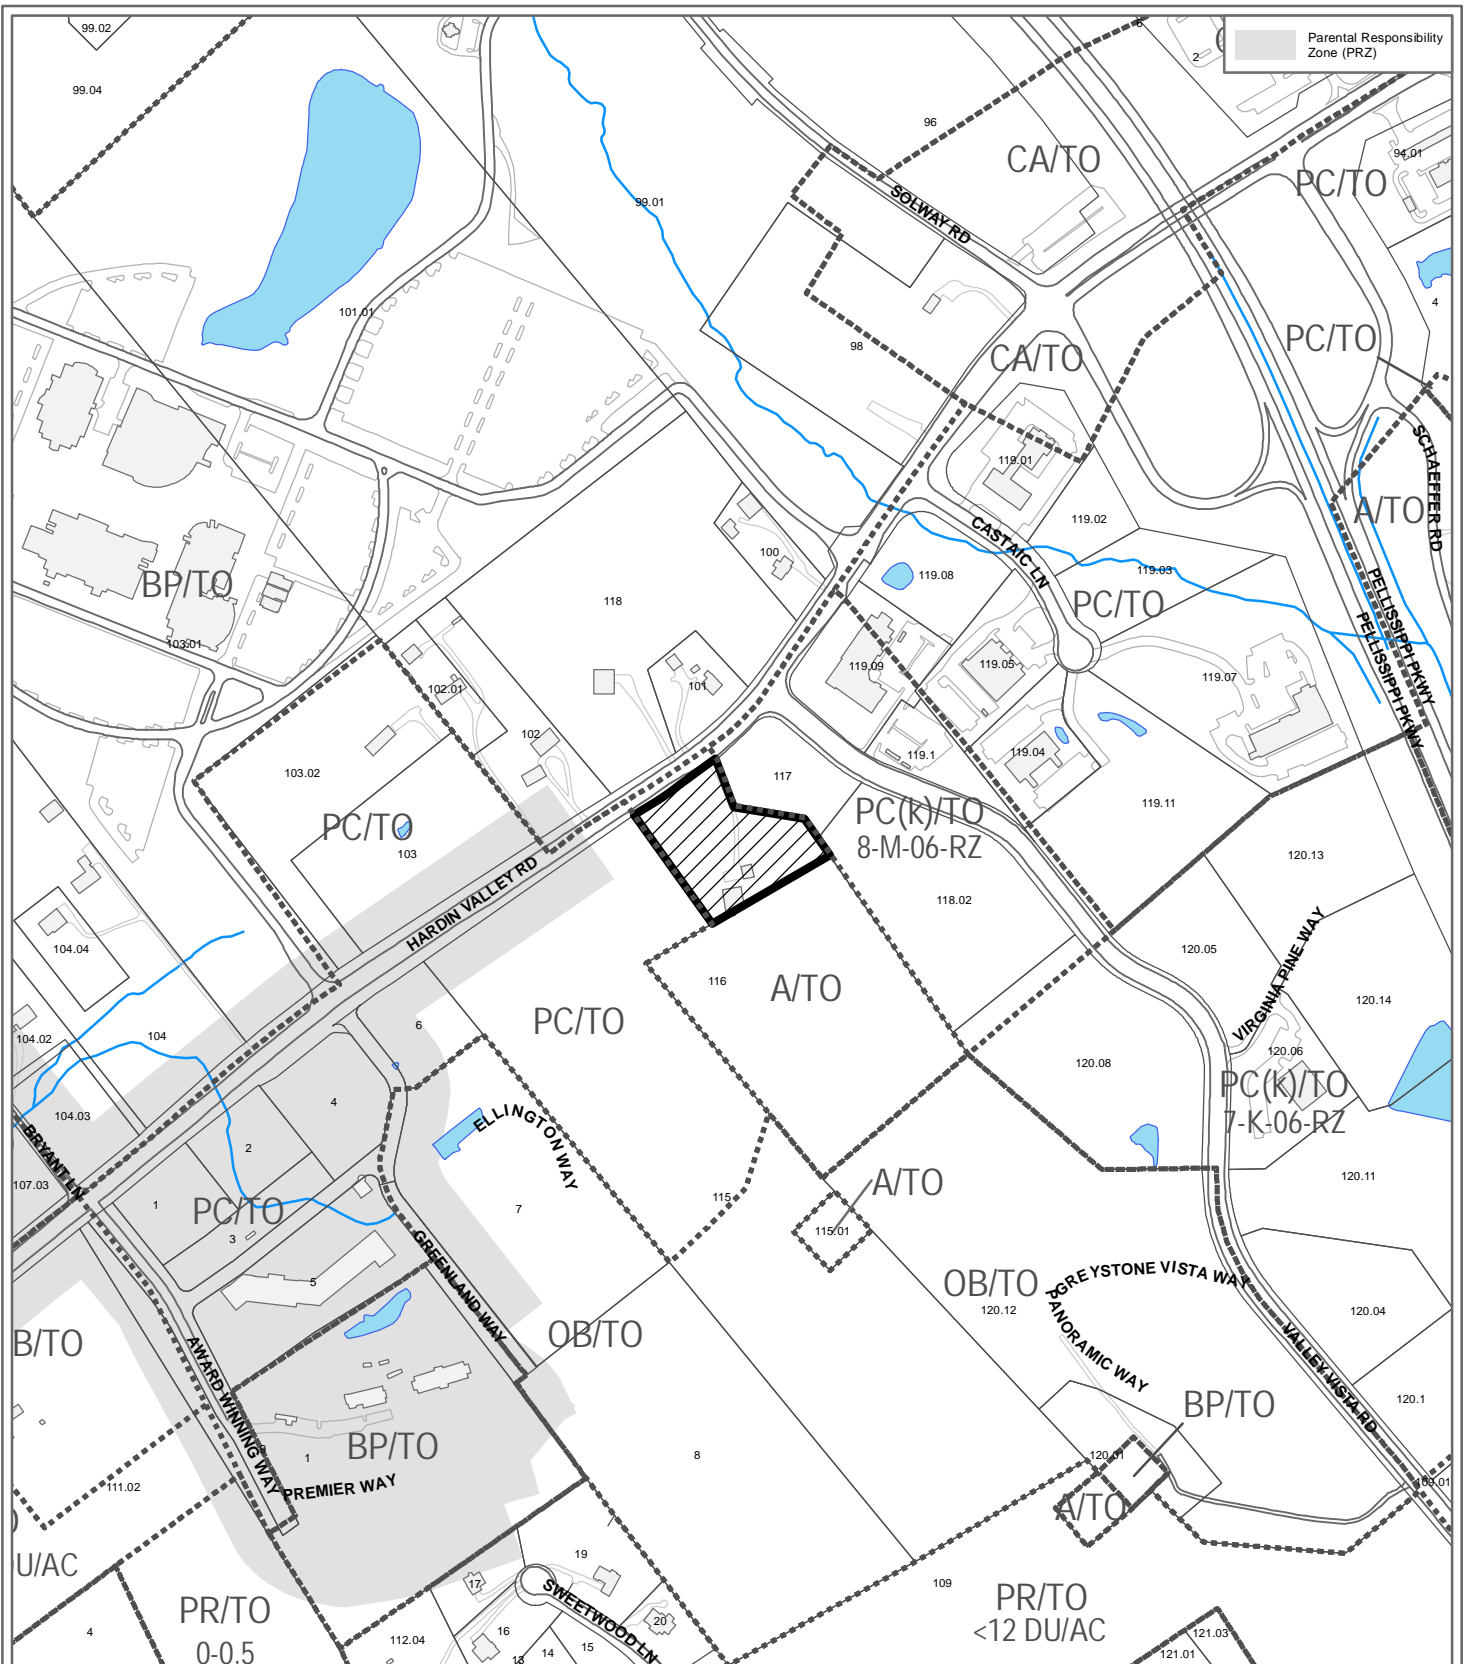 Parental Responsibility
Zone (PRZ)
99.02
99.04
2
96
94.01
CA/TO
PC/TO
SOLWAY RD
99.01
101.01
4
98
CA/TO
PC/TO
119.01
SCHAEFFER RD
A/TO
119.02
CASTAIC LN
100
119.08
119.03
BP/TO
118
PC/TO
PELLISSIPPI PKWY
PELLISSIPPI PKWY
103.01
119.09
119.05
119.07
102.01
101
102
119.1
119.04
103.02
117
119.11
PC/TO
PC(k)/TO
8-M-06-RZ
103
120.13
HARDIN VALLEY RD
118.02
104.04
120.05
VIRGINIA PINE WAY
116
A/TO
120.14
PC/TO
6
104.02
104
120.06
120.08
PC(k)/TO
7-K-06-RZ
104.03
4
ELLINGTON WAY
BRYANT LN
2
107.03
120.11
A/TO
1
PC/TO
115
7
3
115.01
GREENLAND WAY
GREYSTONE VISTA WAY
OB/TO
5
120.12
PANORAMIC WAY
120.04
B/TO
OB/TO
VALLEY VISTA RD
AWARD WINNING WAY
120.1
BP/TO
BP/TO
9
1
8
120.01
PREMIER WAY
111.02
109.01
A/TO
U/AC
19
17
109
SWEETWOOD LN
PR/TO
0-0.5
PR/TO
<12 DU/AC
20
4
112.04
16
15
14
13
121.03
121.01